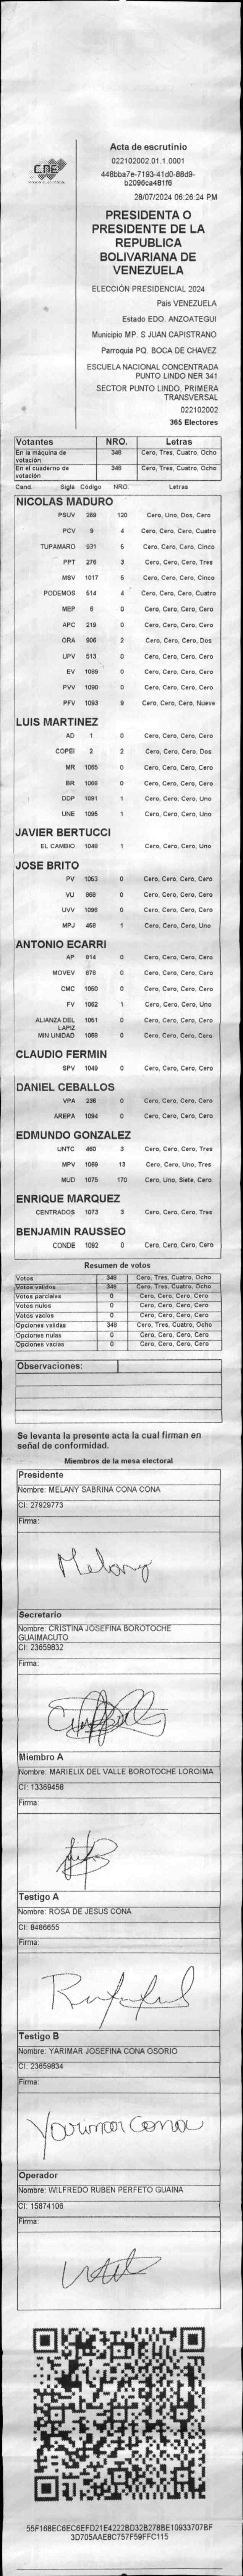 CNE
Acta de escrutinio
022102002.01.1.0001
448bba7e-7193-41d0-88d9-
b2096ca481f6
28/07/2024 06:26:24 PM
PRESIDENTA O
PRESIDENTE DE LA
REPUBLICA
BOLIVARIANA DE
VENEZUELA
ELECCIÓN PRESIDENCIAL 2024
Pais VENEZUELA
Estado EDO. ANZOATEGUI
Municipio MP. S JUAN CAPISTRANO
Parroquia PQ. BOCA DE CHAVEZ
ESCUELA NACIONAL CONCENTRADA
PUNTO LINDO NER 341
SECTOR PUNTO LINDO. PRIMERA
TRANSVERSAL
022102002
365 Electores
Votantes NRO. Letras
En la máquina de votación 348 Cero, Tres, Cuatro, Ocho
En el cuaderno de votación 348 Cero, Tres, Cuatro, Ocho
Cand. Sigla Código NRO. Letras
NICOLAS MADURO
PSUV 269 120 Cero, Uno, Dos, Cero
PCV 9 4 Cero, Cero, Cero, Cuatro
TUPAMARO 931 5 Cero, Cero, Cero, Cinco
PPT 276 3 Cero, Cero, Cero, Tres
MSV 1017 5 Cero, Cero, Cero, Cinco
PODEMOS 514 4 Cero, Cero, Cero, Cuatro
MEP 6 0 Cero, Cero, Cero, Cero
APC 219 0 Cero, Cero, Cero, Cero
ORA 906 2 Cero, Cero, Cero, Dos
UPV 513 0 Cero, Cero, Cero, Cero
EV 1089 0 Cero, Cero, Cero, Cero
PVV 1090 0 Cero, Cero, Cero, Cero
PFV 1093 9 Cero, Cero, Cero, Nueve
LUIS MARTINEZ
AD 1 0 Cero, Cero, Cero, Cero
COPEI 2 2 Cero, Cero, Cero, Dos
MR 1065 0 Cero, Cero, Cero, Cero
BR 1066 0 Cero, Cero, Cero, Cero
DDP 1091 1 Cero, Cero, Cero, Uno
UNE 1095 1 Cero, Cero, Cero, Uno
JAVIER BERTUCCI
EL CAMBIO 1048 1 Cero, Cero, Cero, Uno
JOSE BRITO
PV 1053 0 Cero, Cero, Cero, Cero
VU 868 0 Cero, Cero, Cero, Cero
UVV 1096 0 Cero, Cero, Cero, Cero
MPJ 458 1 Cero, Cero, Cero, Uno
ANTONIO ECARRI
AP 914 0 Cero, Cero, Cero, Cero
MOVEV 878 0 Cero, Cero, Cero, Cero
CMC 1050 0 Cero, Cero, Cero, Cero
FV 1062 1 Cero, Cero, Cero, Uno
ALIANZA DEL LAPIZ 1061 0 Cero, Cero, Cero, Cero
MIN UNIDAD 1068 0 Cero, Cero, Cero, Cero
CLAUDIO FERMIN
SPV 1049 0 Cero, Cero, Cero, Cero
DANIEL CEBALLOS
VPA 236 0 Cero, Cero, Cero, Cero
AREPA 1094 0 Cero, Cero, Cero, Cero
EDMUNDO GONZALEZ
UNTC 460 3 Cero, Cero, Cero, Tres
MPV 1069 13 Cero, Cero, Uno, Tres
MUD 1075 170 Cero, Uno, Siete, Cero
ENRIQUE MARQUEZ
CENTRADOS 1073 3 Cero, Cero, Cero, Tres
BENJAMIN RAUSSEO
CONDE 1092 0 Cero, Cero, Cero, Cero
Resumen de votos
Votos 348 Cero, Tres, Cuatro, Ocho
Votos validos 348 Cero, Tres, Cuatro, Ocho
Votos parciales 0 Cero, Cero, Cero, Cero
Votos nulos 0 Cero, Cero, Cero, Cero
Votos vacios 0 Cero, Cero, Cero, Cero
Opciones validas 348 Cero, Tres, Cuatro, Ocho
Opciones nulas 0 Cero, Cero, Cero, Cero
Opciones vacias 0 Cero, Cero, Cero, Cero
Observaciones:
Se levanta la presente acta la cual firman en
señal de conformidad.
Miembros de la mesa electoral
Presidente
Nombre: MELANY SABRINA CONA CONA
CI: 27929773
Firma:
Melany
Secretario
Nombre: CRISTINA JOSEFINA BOROTOCHE
GUAIMACUTO
CI: 23659832
Firma:
Miembro A
Nombre: MARIELIX DEL VALLE BOROTOCHE LOROIMA
CI: 13369458
Firma:
Testigo A
Nombre: ROSA DE JESUS CONA
CI: 8486655
Firma:
Testigo B
Nombre: YARIMAR JOSEFINA CONA OSORIO
CI: 23659834
Firma:
Yarimar Cona
Operador
Nombre: WILFREDO RUBEN PERFETO GUAINA
CI: 15874106
Firma:
55F168EC6EC6EFD21E4222BD32B278BE10933707BF
3D705AAE8C757F59FFC115